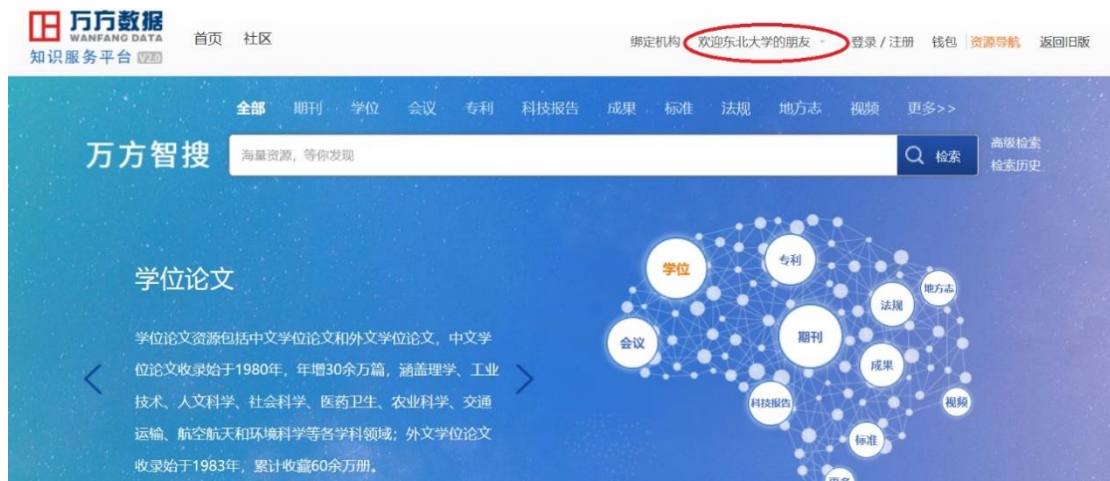 万方数据
WANFANG DATA
知识服务平台 V2.0
首页 社区
绑定机构 欢迎东北大学的朋友 登录 / 注册 钱包 资源导航 返回旧版
全部 期刊 学位 会议 专利 科技报告 成果 标准 法规 地方志 视频 更多>>
万方智搜
海量资源,等你发现
检索
高级检索
检索历史
学位论文
学位论文资源包括中文学位论文和外文学位论文,中文学
位论文收录始于1980年,年增30余万篇,涵盖理学、工业
技术、人文科学、社会科学、医药卫生、农业科学、交通
运输、航空航天和环境科学等各学科领域;外文学位论文
收录始于1983年,累计收藏60余万册。
学位
专利
地方志
法规
会议
期刊
成果
科技报告
视频
标准
更多